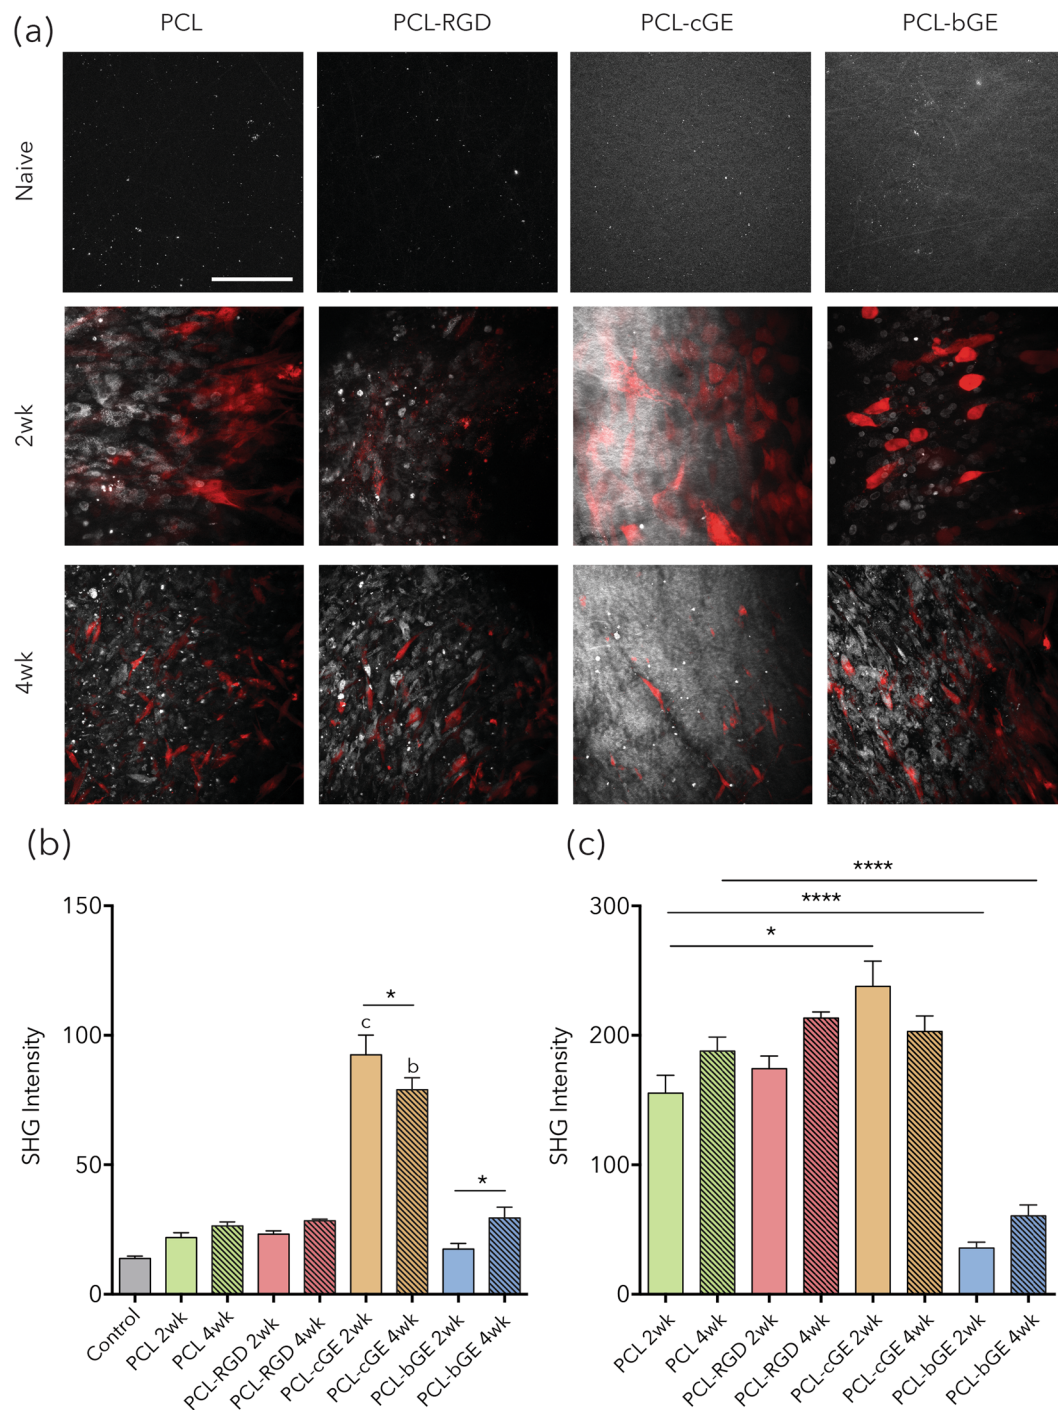 (a)
PCL
PCL-RGD
PCL-cGE
PCL-bGE
Naive
2wk
4wk
(b)
SHG Intensity
150
100
50
0
c
*
b
*
Control
PCL 2wk
PCL 4wk
PCL-RGD 2wk
PCL-RGD 4wk
PCL-cGE 2wk
PCL-cGE 4wk
PCL-bGE 2wk
PCL-bGE 4wk
(c)
SHG Intensity
300
200
100
0
****
****
*
PCL 2wk
PCL 4wk
PCL-RGD 2wk
PCL-RGD 4wk
PCL-cGE 2wk
PCL-cGE 4wk
PCL-bGE 2wk
PCL-bGE 4wk